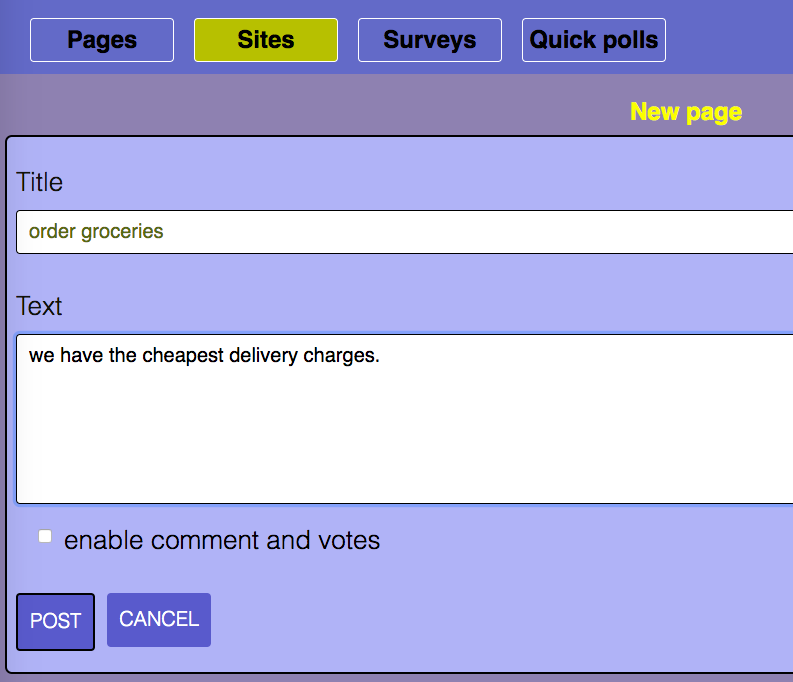 Pages Sites Surveys Quick polls
New page
Title
order groceries
Text
we have the cheapest delivery charges.
enable comment and votes
POST CANCEL